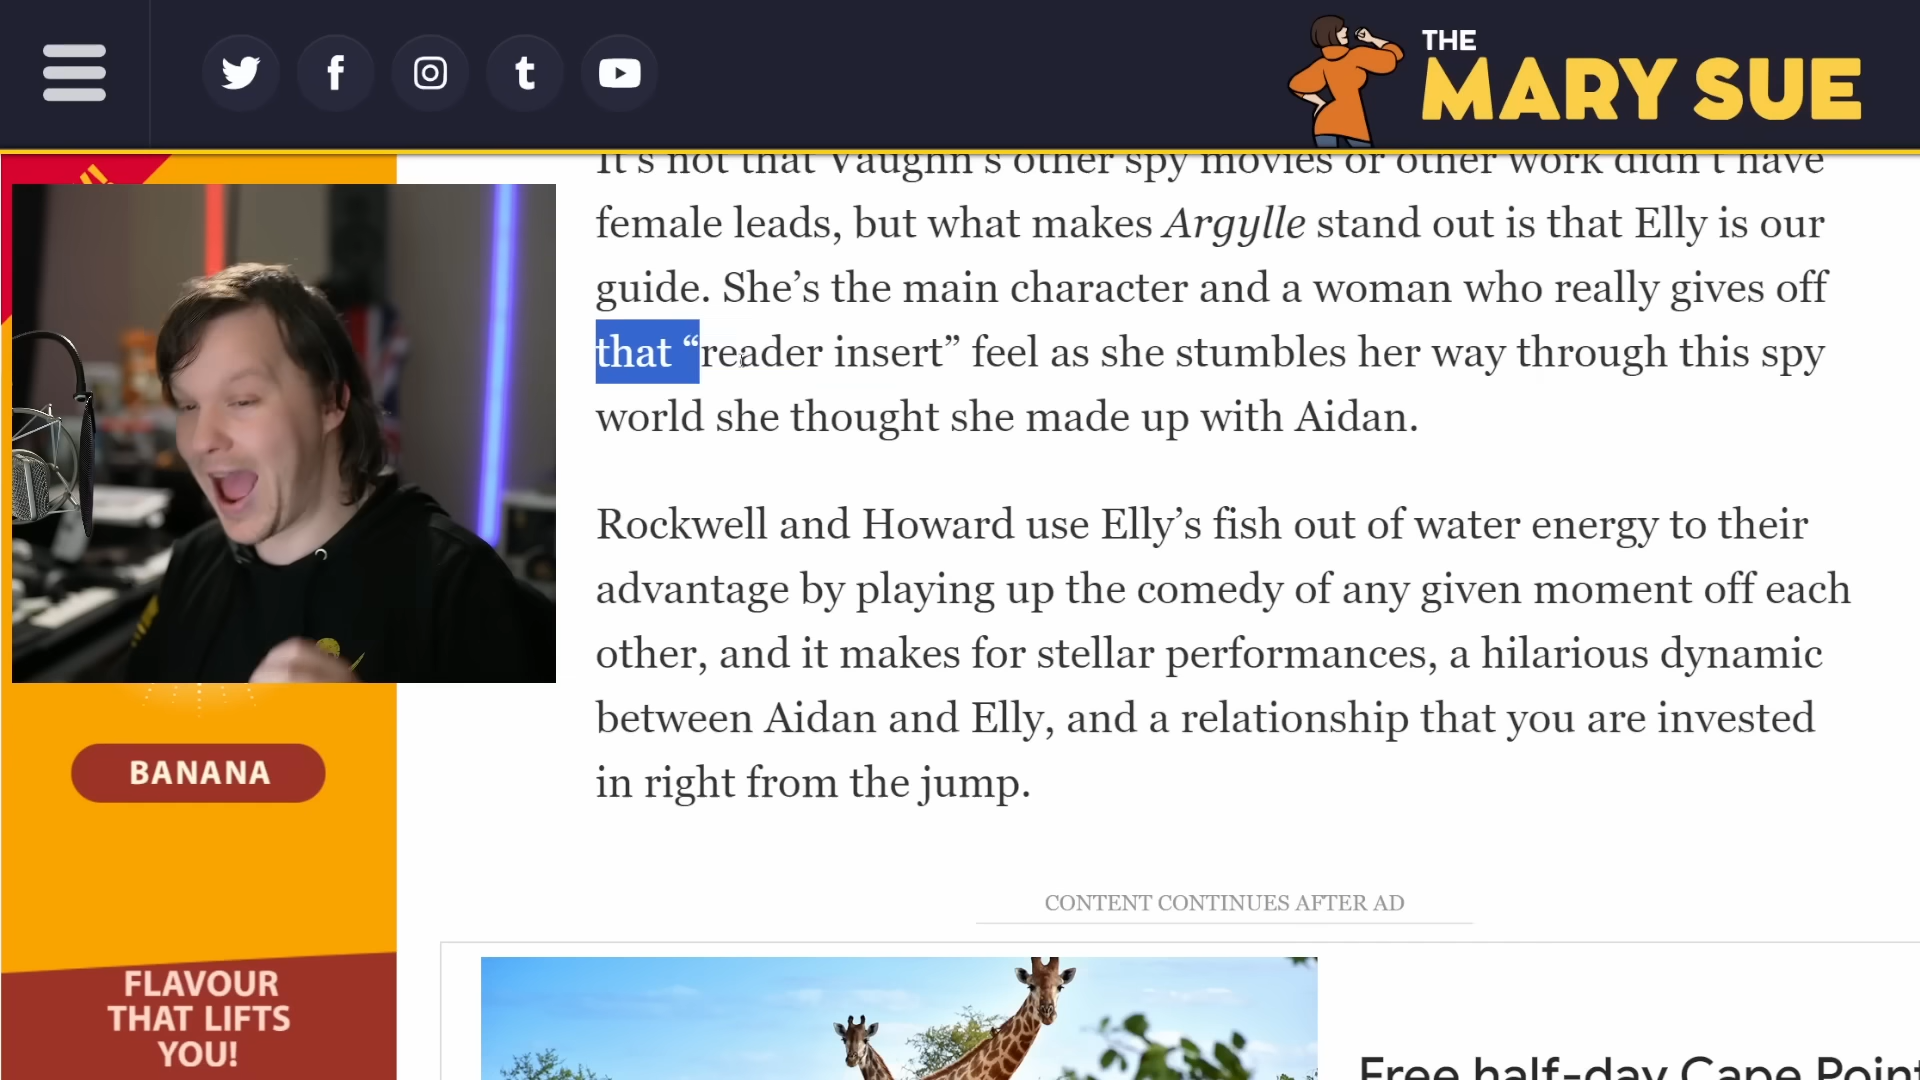 THE
MARY SUE
It's not that Vaughn's other spy movies or other work didn't have
female leads, but what makes Argylle stand out is that Elly is our
guide. She’s the main character and a woman who really gives off
that “reader insert” feel as she stumbles her way through this spy
world she thought she made up with Aidan.
Rockwell and Howard use Elly’s fish out of water energy to their
advantage by playing up the comedy of any given moment off each
other, and it makes for stellar performances, a hilarious dynamic
between Aidan and Elly, and a relationship that you are invested
in right from the jump.
BANANA
FLAVOUR
THAT LIFTS
YOU!
CONTENT CONTINUES AFTER AD
Free half-day Cape Point